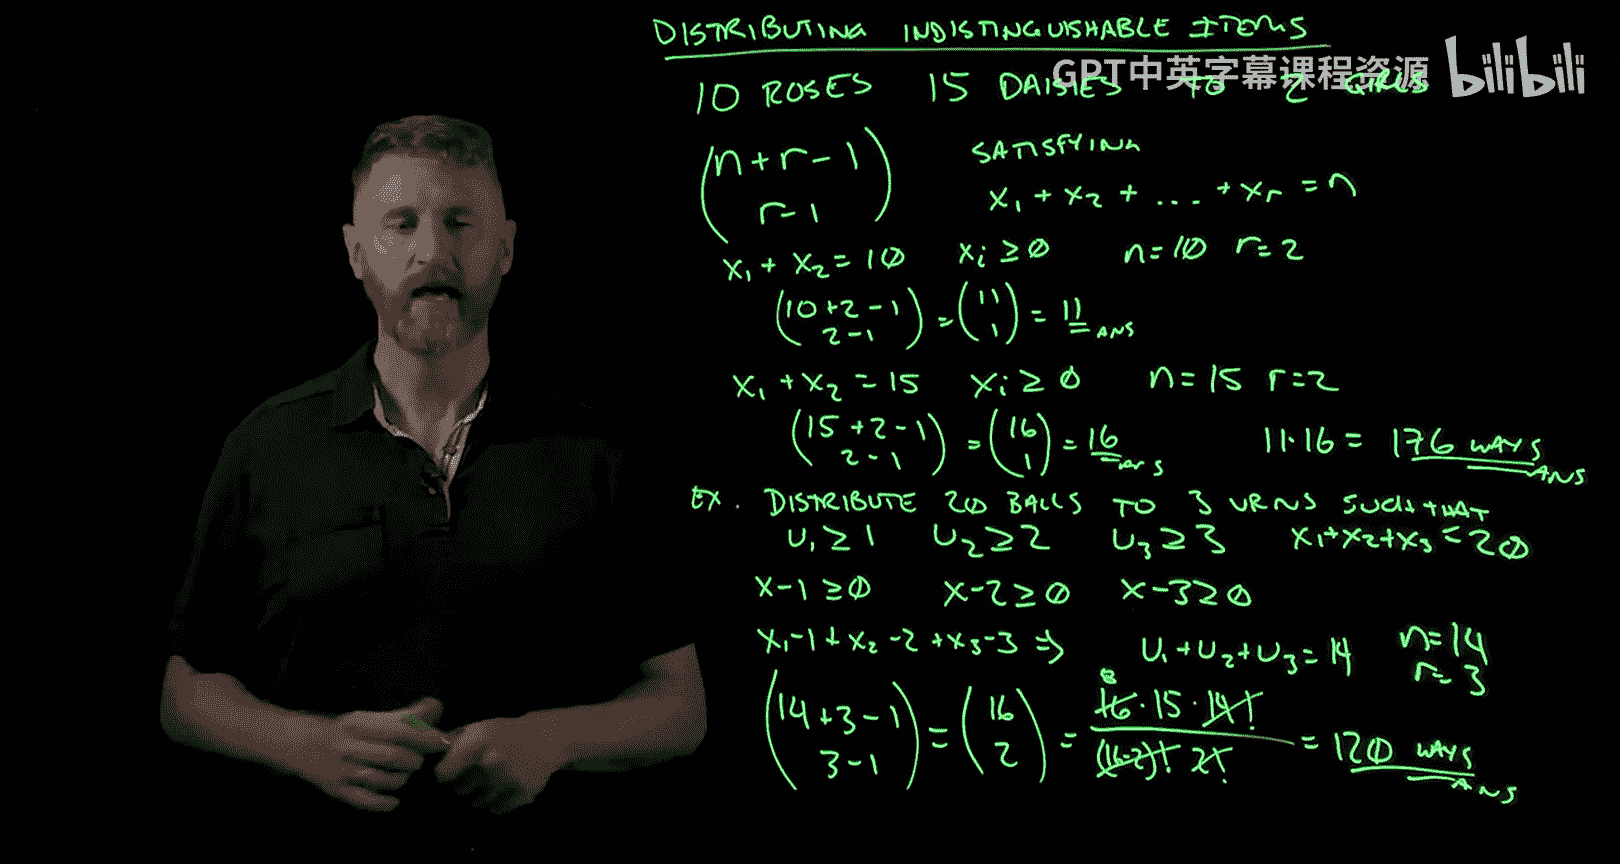 DISTRIBUTING INDISTINGUISHABLE ITEMS
GPT中英字幕课程资源 bilibili
10 ROSES 15 DAISIES TO 2 GIRLS
(n+r-1
r-1) SATISFYING
x₁ + x₂ + ... + xᵣ = n
x₁ + x₂ = 10 xᵢ ≥ 0 n=10 r=2
(10+2-1
2-1) = (11
1) = 11 ANS
x₁ + x₂ = 15 xᵢ ≥ 0 n=15 r=2
(15+2-1
2-1) = (16
1) = 16 ANS 11·16 = 176 WAYS ANS
EX. DISTRIBUTE 20 BALLS TO 3 URNS SUCH THAT
U₁ ≥ 1 U₂ ≥ 2 U₃ ≥ 3 x₁+x₂+x₃ = 20
x-1 ≥ 0 x-2 ≥ 0 x-3 ≥ 0
x₁-1+x₂-2+x₃-3 ⇒ U₁+U₂+U₃ = 14 n=14
r=3
(14+3-1
3-1) = (16
2) = 8 16·15·14! / (16-2)! 2! = 120 WAYS ANS